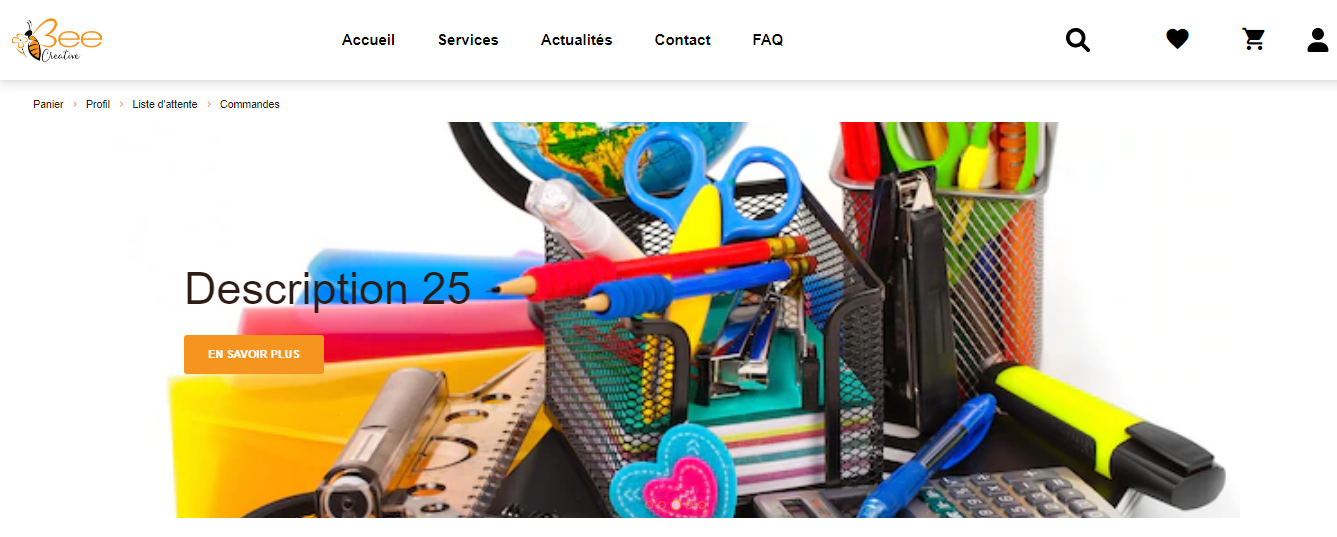 Bee
Creative
Accueil Services Actualités Contact FAQ
Panier > Profil > Liste d'attente > Commandes
Description 25
EN SAVOIR PLUS